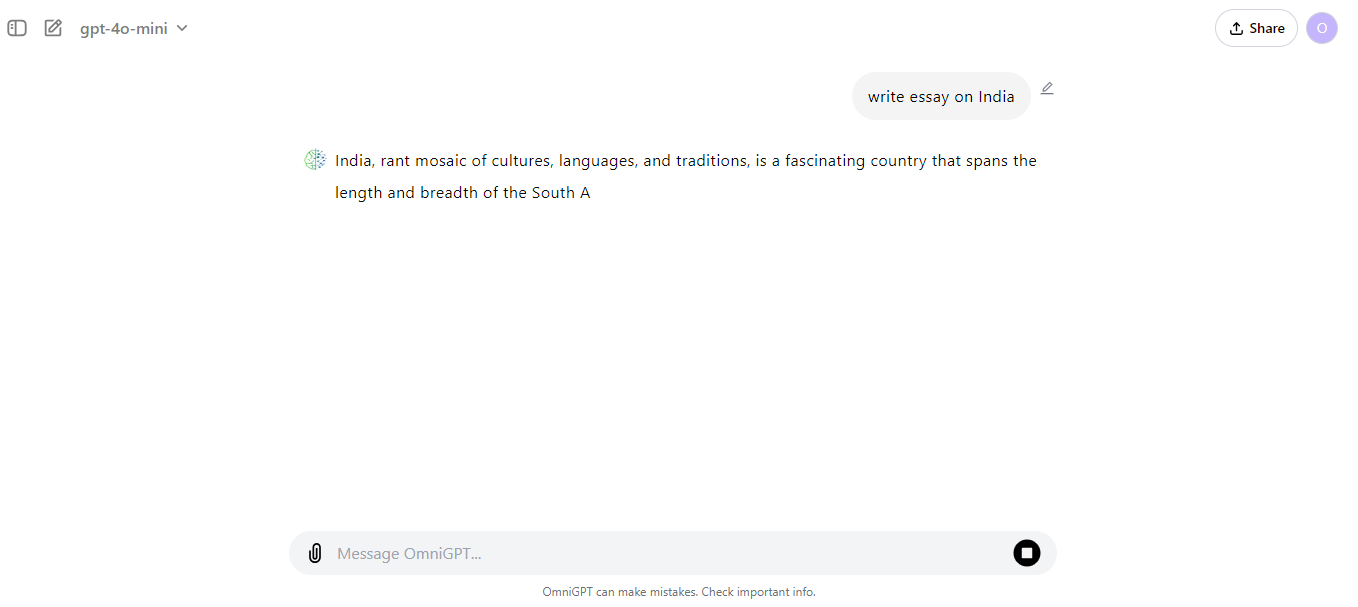 gpt-4o-mini
Share
O
write essay on India
India, rant mosaic of cultures, languages, and traditions, is a fascinating country that spans the
length and breadth of the South A
Message OmniGPT...
OmniGPT can make mistakes. Check important info.